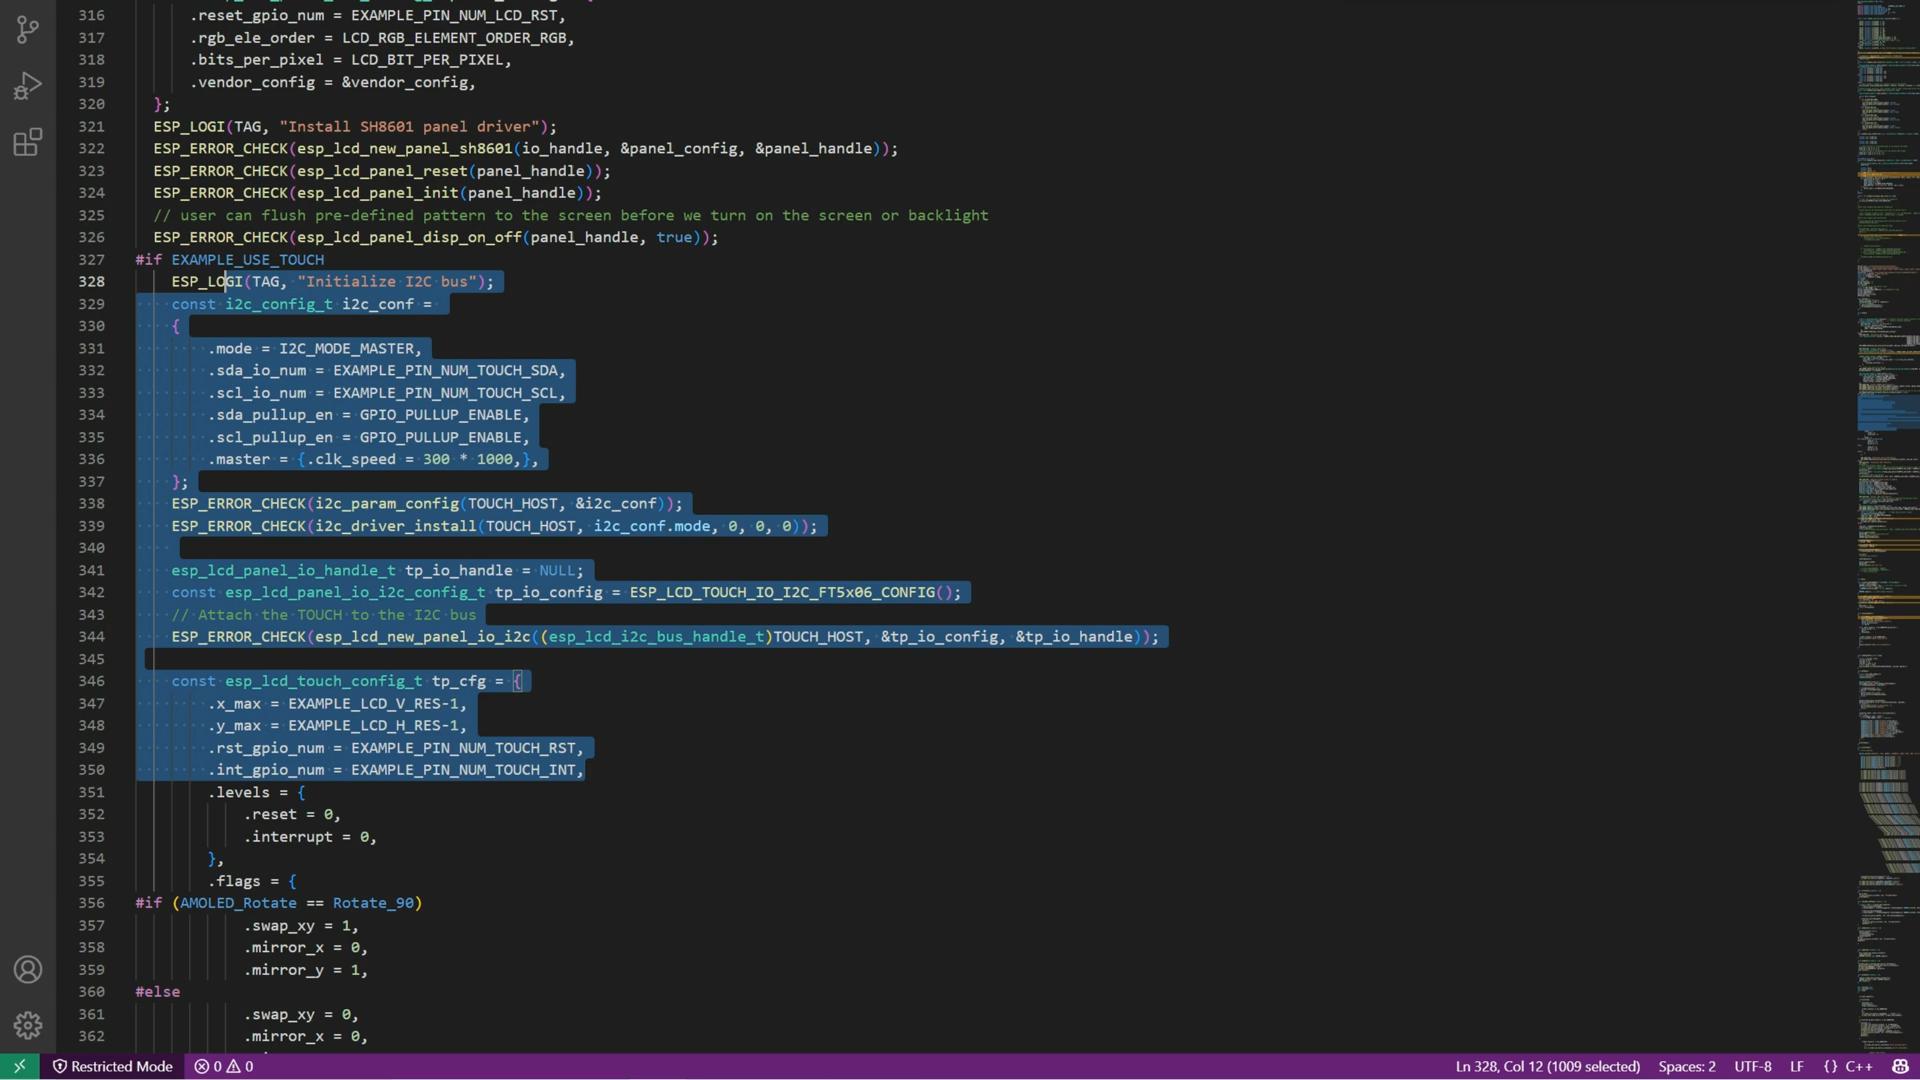 316 .reset_gpio_num = EXAMPLE_PIN_NUM_LCD_RST,
317 .rgb_ele_order = LCD_RGB_ELEMENT_ORDER_RGB,
318 .bits_per_pixel = LCD_BIT_PER_PIXEL,
319 .vendor_config = &vendor_config,
320 };
321 ESP_LOGI(TAG, "Install SH8601 panel driver");
322 ESP_ERROR_CHECK(esp_lcd_new_panel_sh8601(io_handle, &panel_config, &panel_handle));
323 ESP_ERROR_CHECK(esp_lcd_panel_reset(panel_handle));
324 ESP_ERROR_CHECK(esp_lcd_panel_init(panel_handle));
325 // user can flush pre-defined pattern to the screen before we turn on the screen or backlight
326 ESP_ERROR_CHECK(esp_lcd_panel_disp_on_off(panel_handle, true));
327 #if EXAMPLE_USE_TOUCH
328 ESP_LOGI(TAG, "Initialize I2C bus");
329 const i2c_config_t i2c_conf =
330 {
331 .mode = I2C_MODE_MASTER,
332 .sda_io_num = EXAMPLE_PIN_NUM_TOUCH_SDA,
333 .scl_io_num = EXAMPLE_PIN_NUM_TOUCH_SCL,
334 .sda_pullup_en = GPIO_PULLUP_ENABLE,
335 .scl_pullup_en = GPIO_PULLUP_ENABLE,
336 .master = {.clk_speed = 300 * 1000,},
337 };
338 ESP_ERROR_CHECK(i2c_param_config(TOUCH_HOST, &i2c_conf));
339 ESP_ERROR_CHECK(i2c_driver_install(TOUCH_HOST, i2c_conf.mode, 0, 0, 0));
340
341 esp_lcd_panel_io_handle_t tp_io_handle = NULL;
342 const esp_lcd_panel_io_i2c_config_t tp_io_config = ESP_LCD_TOUCH_IO_I2C_FT5x06_CONFIG();
343 // Attach the TOUCH to the I2C bus
344 ESP_ERROR_CHECK(esp_lcd_new_panel_io_i2c((esp_lcd_i2c_bus_handle_t)TOUCH_HOST, &tp_io_config, &tp_io_handle));
345
346 const esp_lcd_touch_config_t tp_cfg = {
347 .x_max = EXAMPLE_LCD_V_RES-1,
348 .y_max = EXAMPLE_LCD_H_RES-1,
349 .rst_gpio_num = EXAMPLE_PIN_NUM_TOUCH_RST,
350 .int_gpio_num = EXAMPLE_PIN_NUM_TOUCH_INT,
351 .levels = {
352 .reset = 0,
353 .interrupt = 0,
354 },
355 .flags = {
356 #if (AMOLED_Rotate == Rotate_90)
357 .swap_xy = 1,
358 .mirror_x = 0,
359 .mirror_y = 1,
360 #else
361 .swap_xy = 0,
362 .mirror_x = 0,
Restricted Mode 0 0 Ln 328, Col 12 (1009 selected) Spaces: 2 UTF-8 LF {} C++